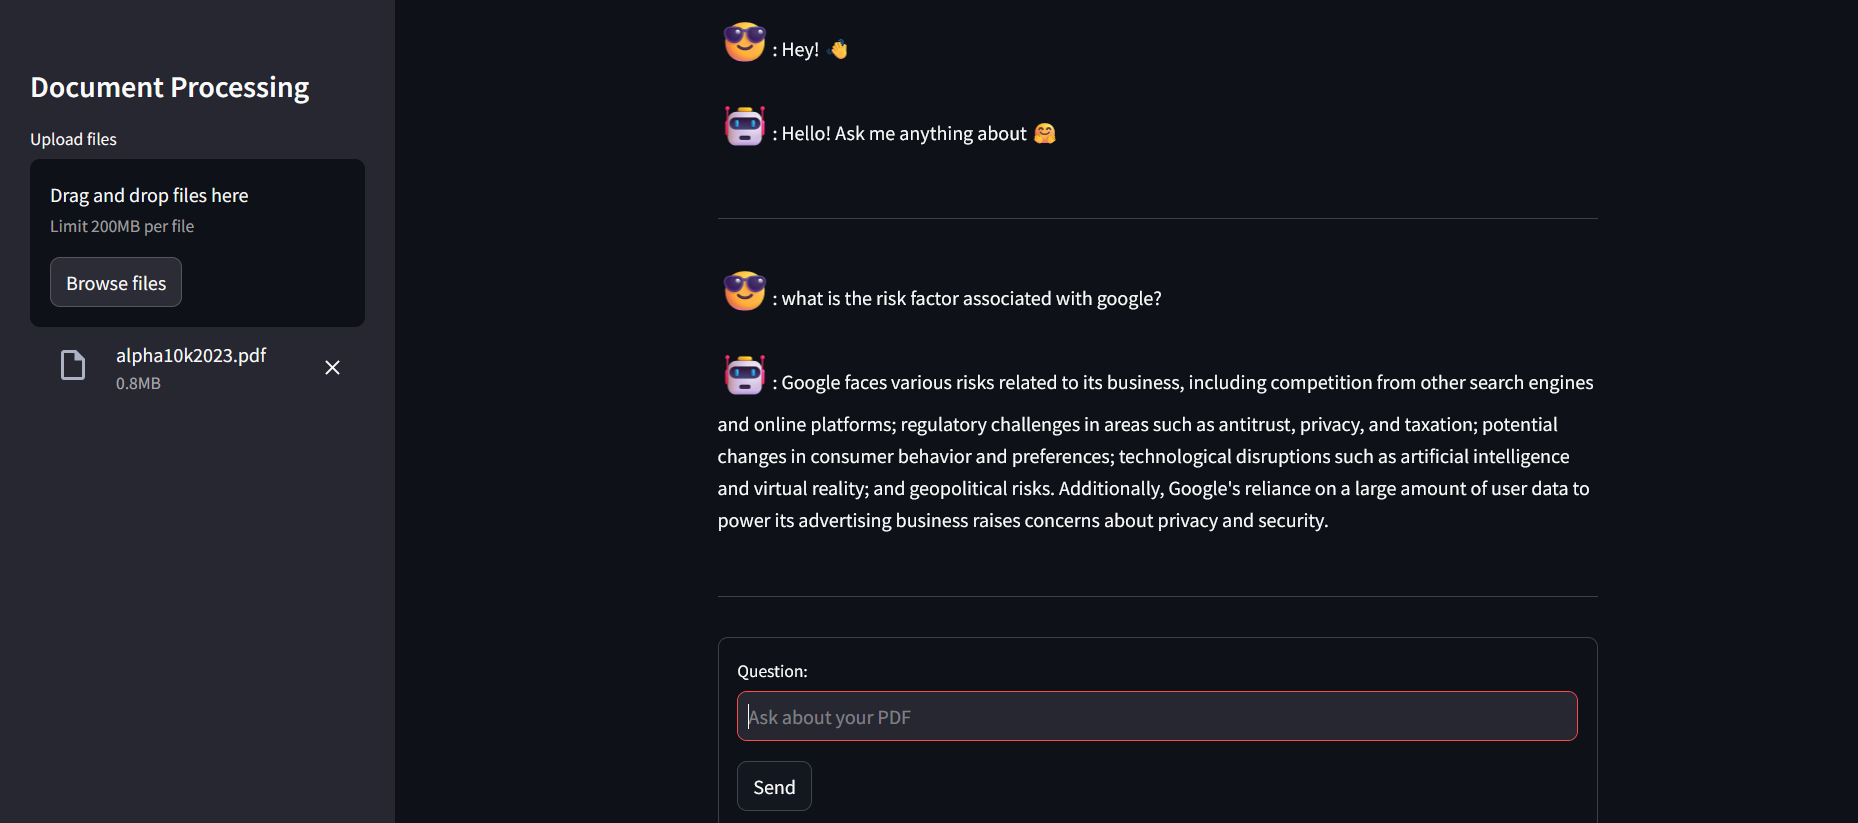 Document Processing
Upload files
Drag and drop files here
Limit 200MB per file
Browse files
alpha10k2023.pdf
0.8MB
: Hey! 👋
: Hello! Ask me anything about 🤗
: what is the risk factor associated with google?
: Google faces various risks related to its business, including competition from other search engines
and online platforms; regulatory challenges in areas such as antitrust, privacy, and taxation; potential
changes in consumer behavior and preferences; technological disruptions such as artificial intelligence
and virtual reality; and geopolitical risks. Additionally, Google's reliance on a large amount of user data to
power its advertising business raises concerns about privacy and security.
Question:
Ask about your PDF
Send